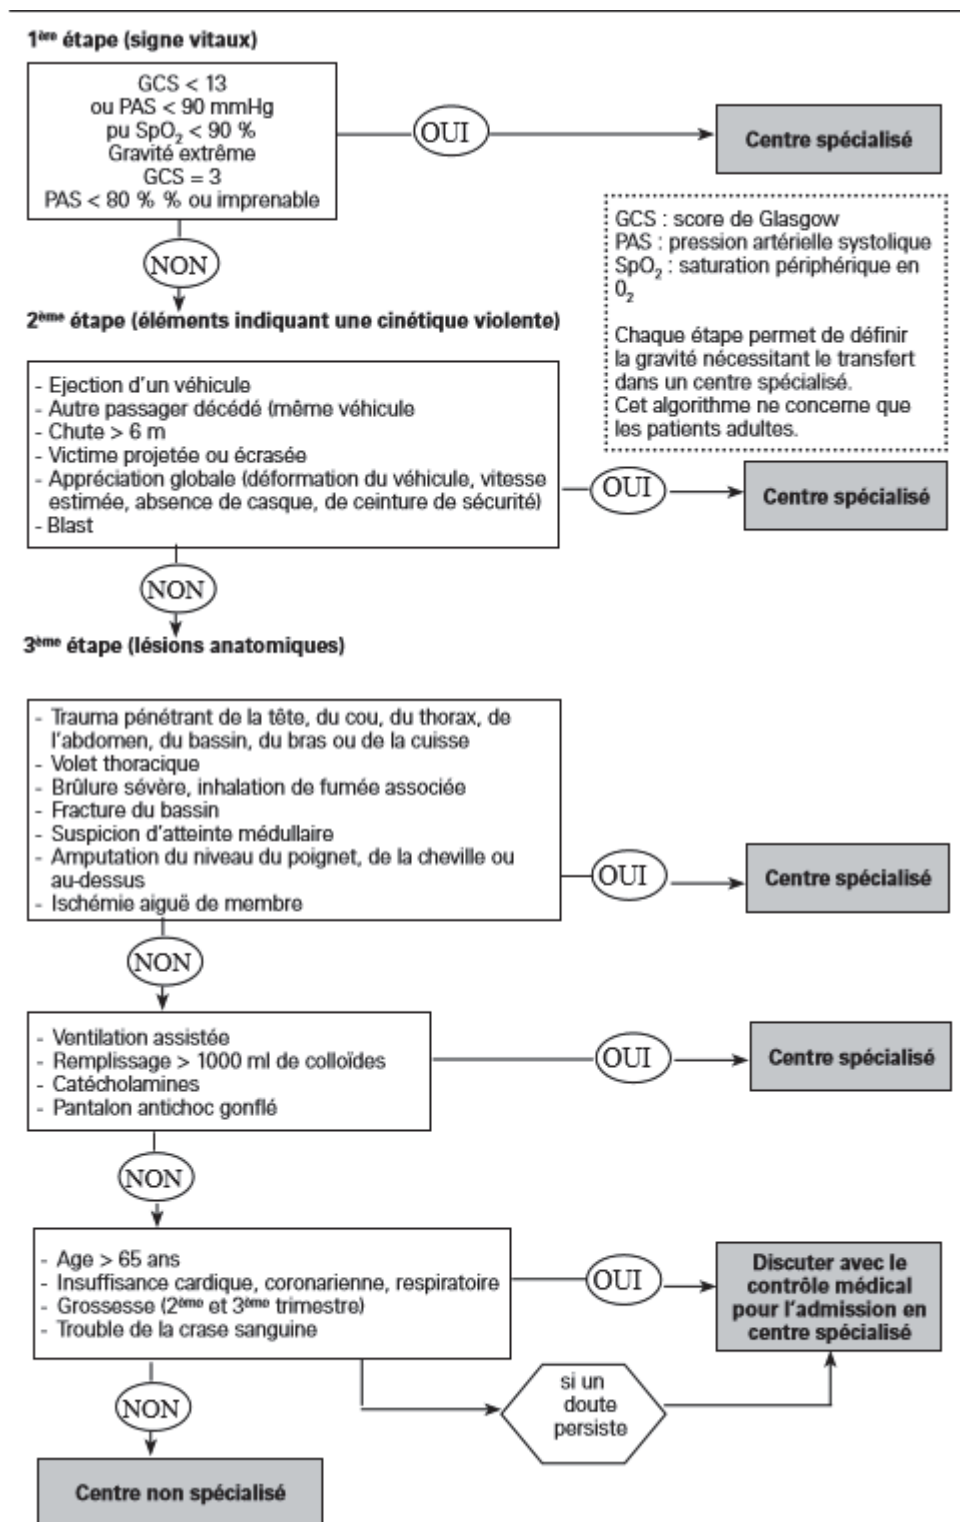 1ère étape (signe vitaux)
GCS < 13
ou PAS < 90 mmHg
pu SpO₂ < 90 %
Gravité extrême
GCS = 3
PAS < 80 % % ou imprenable
OUI
Centre spécialisé
GCS : score de Glasgow
PAS : pression artérielle systolique
SpO₂ : saturation périphérique en
0₂
Chaque étape permet de définir
la gravité nécessitant le transfert
dans un centre spécialisé.
Cet algorithme ne concerne que
les patients adultes.
NON
2ème étape (éléments indiquant une cinétique violente)
- Ejection d'un véhicule
- Autre passager décédé (même véhicule
- Chute > 6 m
- Victime projetée ou écrasée
- Appréciation globale (déformation du véhicule, vitesse
estimée, absence de casque, de ceinture de sécurité)
- Blast
OUI
Centre spécialisé
NON
3ème étape (lésions anatomiques)
- Trauma pénétrant de la tête, du cou, du thorax, de
l'abdomen, du bassin, du bras ou de la cuisse
- Volet thoracique
- Brûlure sévère, inhalation de fumée associée
- Fracture du bassin
- Suspicion d'atteinte médullaire
- Amputation du niveau du poignet, de la cheville ou
au-dessus
- Ischémie aiguë de membre
OUI
Centre spécialisé
NON
- Ventilation assistée
- Remplissage > 1000 ml de colloïdes
- Catécholamines
- Pantalon antichoc gonflé
OUI
Centre spécialisé
NON
- Age > 65 ans
- Insuffisance cardique, coronarienne, respiratoire
- Grossesse (2ème et 3ème trimestre)
- Trouble de la crase sanguine
OUI
Discuter avec le
contrôle médical
pour l'admission en
centre spécialisé
si un
doute
persiste
NON
Centre non spécialisé